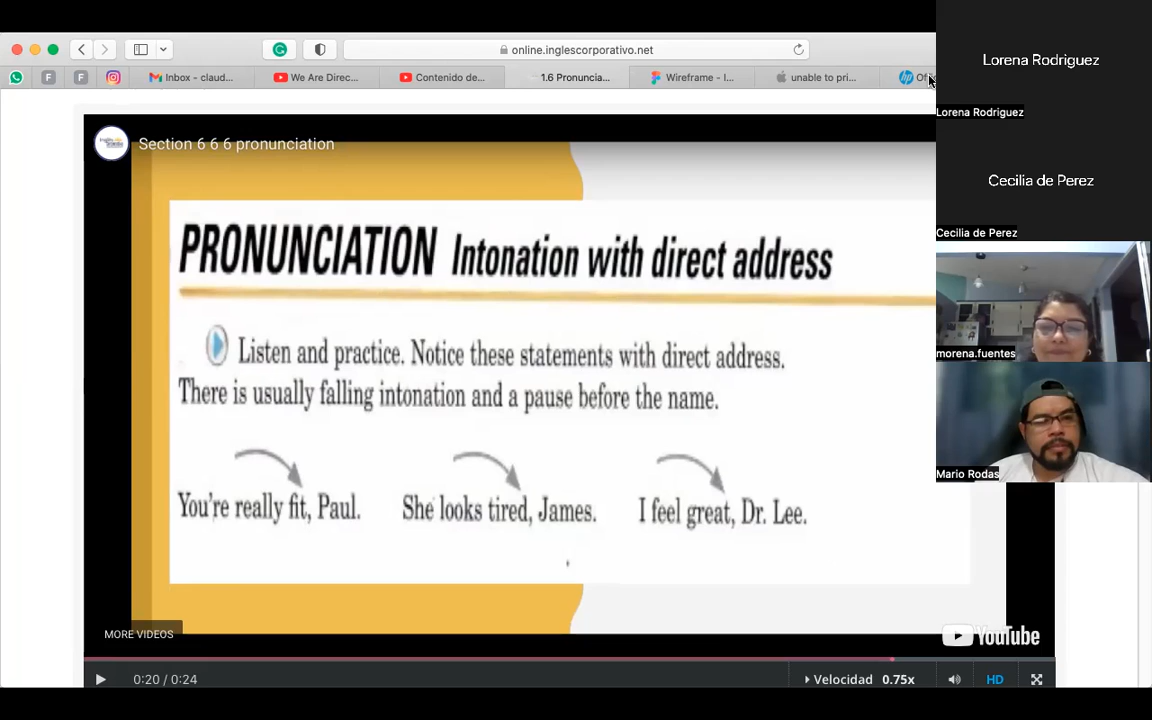 online.inglescorporativo.net
Inbox - claud...
We Are Direc...
Contenido de...
1.6 Pronuncia...
Wireframe - I...
unable to pri...
Section 6 6 6 pronunciation
PRONUNCIATION Intonation with direct address
Listen and practice. Notice these statements with direct address.
There is usually falling intonation and a pause before the name.
You're really fit, Paul. She looks tired, James. I feel great, Dr. Lee.
MORE VIDEOS
YouTube
0:20 / 0:24
Velocidad 0.75x
HD
Lorena Rodriguez
Lorena Rodriguez
Cecilia de Perez
Cecilia de Perez
morena.fuentes
Mario Rodas